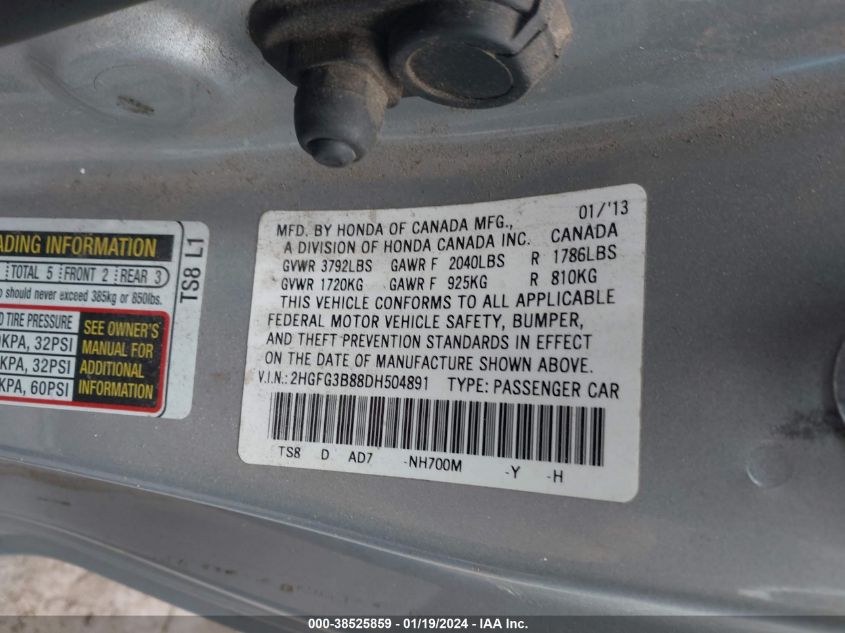 ADING INFORMATION
TOTAL 5 FRONT 2 REAR 3
o should never exceed 385kg or 850lbs.
TIRE PRESSURE
KPA, 32PSI
KPA, 32PSI
KPA, 60PSI
SEE OWNER'S
MANUAL FOR
ADDITIONAL
INFORMATION
TS8 L1
MFD. BY HONDA OF CANADA MFG., 01/'13
A DIVISION OF HONDA CANADA INC. CANADA
GVWR 3792LBS GAWR F 2040LBS R 1786LBS
GVWR 1720KG GAWR F 925KG R 810KG
THIS VEHICLE CONFORMS TO ALL APPLICABLE
FEDERAL MOTOR VEHICLE SAFETY, BUMPER,
AND THEFT PREVENTION STANDARDS IN EFFECT
ON THE DATE OF MANUFACTURE SHOWN ABOVE.
V.I.N.: 2HGFG3B88DH504891 TYPE: PASSENGER CAR
TS8 D AD7 -NH700M -Y -H
000-38525859 - 01/19/2024 - IAA Inc.